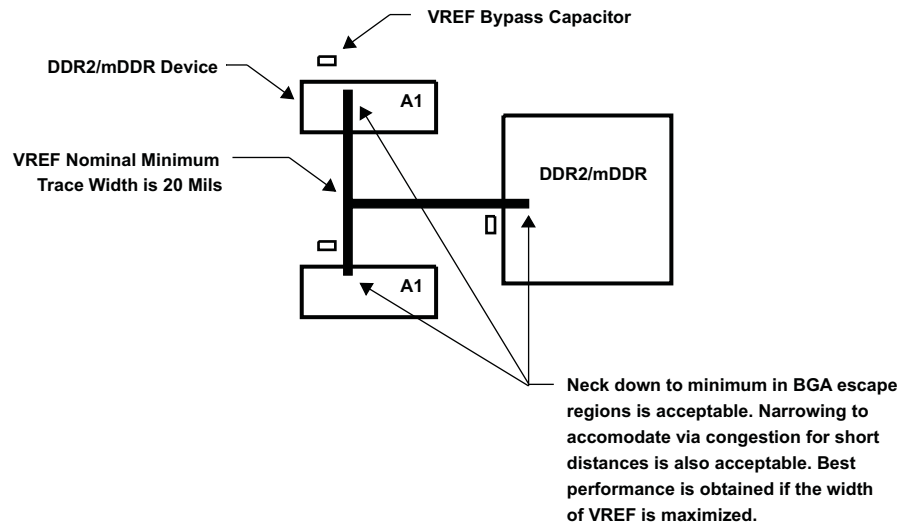 VREF Bypass Capacitor
DDR2/mDDR Device
A1
VREF Nominal Minimum
Trace Width is 20 Mils
DDR2/mDDR
A1
Neck down to minimum in BGA escape
regions is acceptable. Narrowing to
accomodate via congestion for short
distances is also acceptable. Best
performance is obtained if the width
of VREF is maximized.